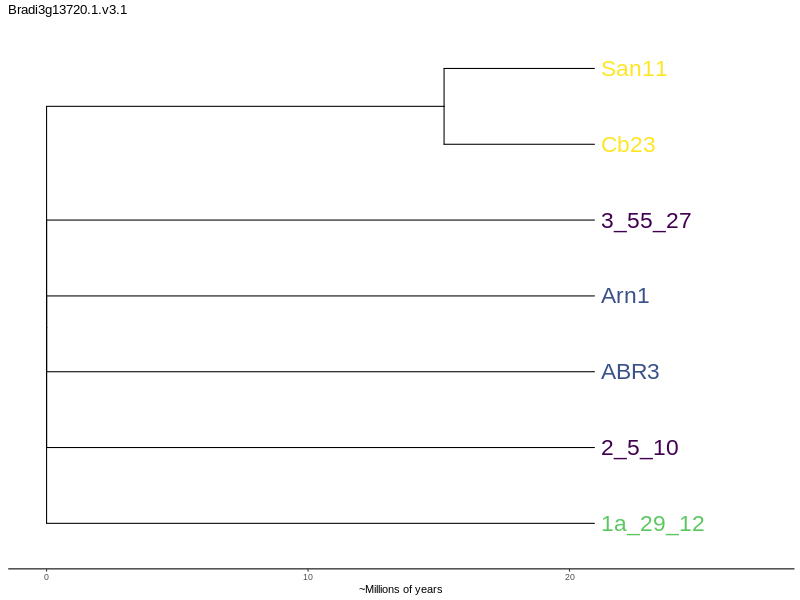 Bradi3g13720.1.v3.1
San11
Cb23
3_55_27
Arn1
ABR3
2_5_10
1a_29_12
0 10 20
~Millions of years